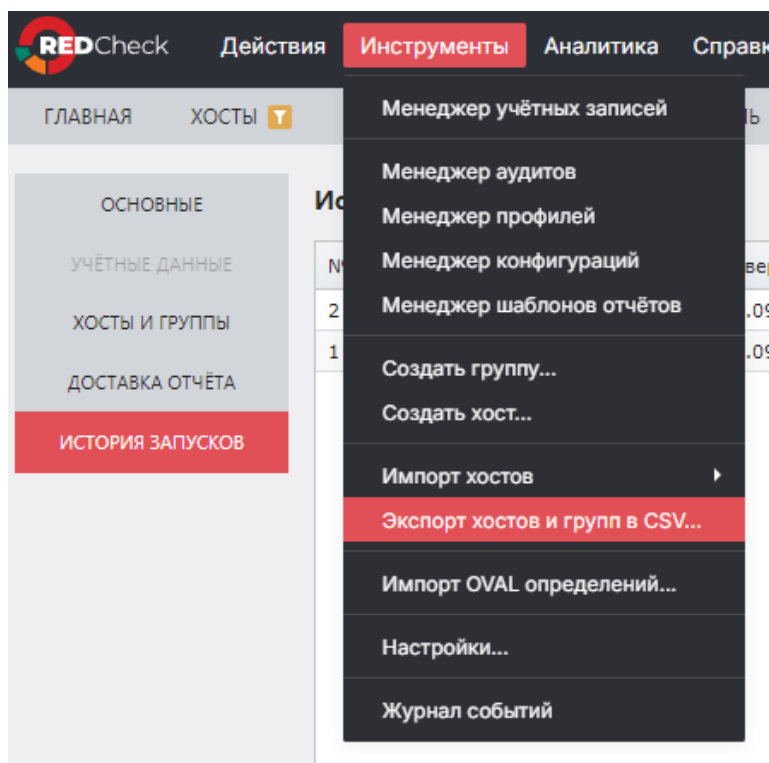 REDCheck Действия Инструменты Аналитика
ГЛАВНАЯ ХОСТЫ
Менеджер учётных записей
ОСНОВНЫЕ
УЧЁТНЫЕ ДАННЫЕ
ХОСТЫ И ГРУППЫ
ДОСТАВКА ОТЧЁТА
ИСТОРИЯ ЗАПУСКОВ
2
1
Менеджер аудитов
Менеджер профилей
Менеджер конфигураций
Менеджер шаблонов отчётов
Создать группу...
Создать хост...
Импорт хостов
Экспорт хостов и групп в CSV...
Импорт OVAL определений...
Настройки...
Журнал событий